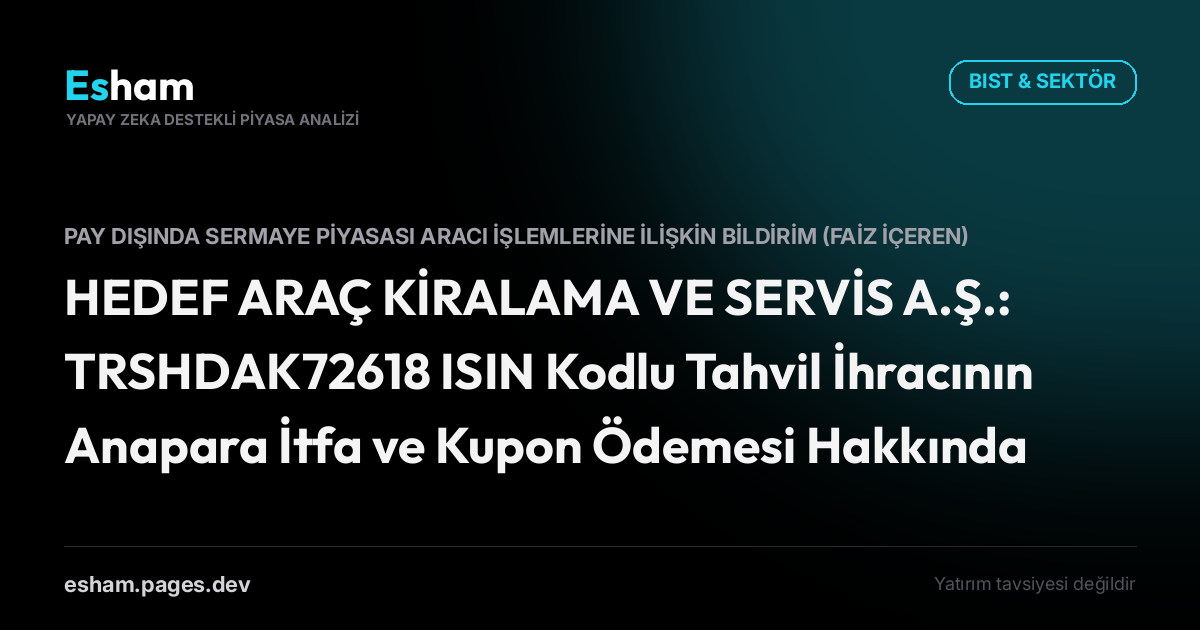 Esham
YAPAY ZEKA DESTEKLİ PİYASA ANALİZİ
BIST & SEKTÖR
PAY DIŞINDA SERMAYE PİYASASI ARACI İŞLEMLERİNE İLİŞKİN BİLDİRİM (FAİZ İÇEREN)
HEDEF ARAÇ KİRALAMA VE SERVİS A.Ş.:
TRSHDAK72618 ISIN Kodlu Tahvil İhracının
Anapara İtfa ve Kupon Ödemesi Hakkında
esham.pages.dev
Yatırım tavsiyesi değildir